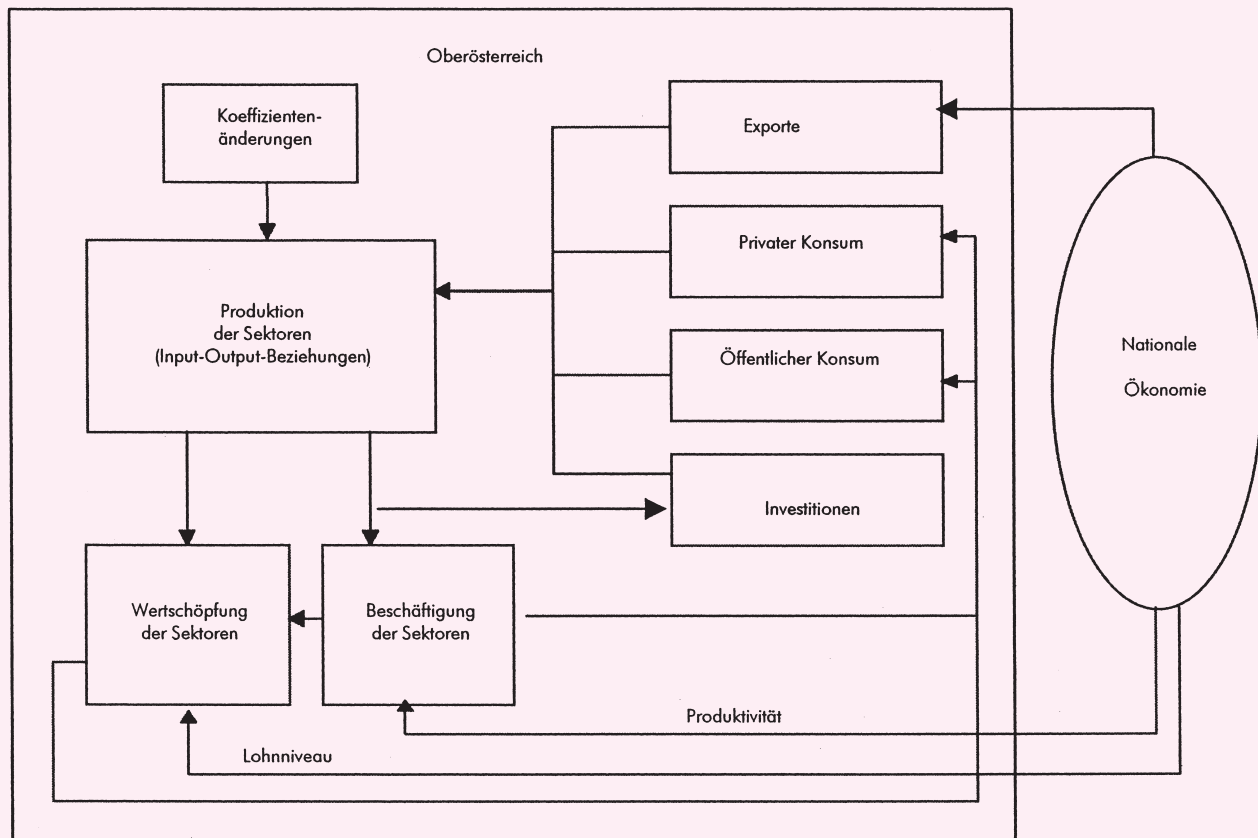 Oberösterreich
Koeffizienten-
änderungen
Exporte
Privater Konsum
Produktion
der Sektoren
(Input-Output-Beziehungen)
Öffentlicher Konsum
Nationale
Ökonomie
Investitionen
Wertschöpfung
der Sektoren
Beschäftigung
der Sektoren
Produktivität
Lohnniveau